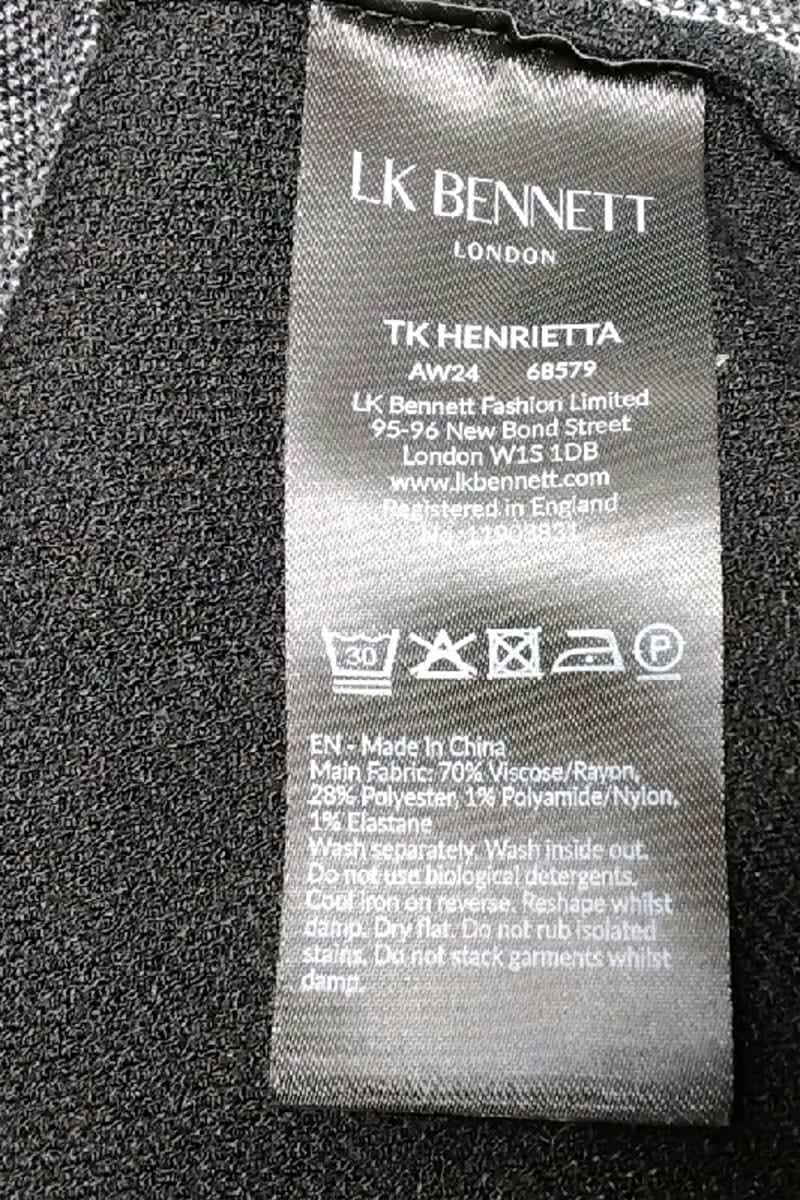 LK BENNETT
LONDON
TK HENRIETTA
AW24 68579
LK Bennett Fashion Limited
95-96 New Bond Street
London W1S 1DB
www.lkbennett.com
Registered in England
No.
30
P
EN - Made In China
Main Fabric: 70% Viscose/Rayon,
28% Polyester, 1% Polyamide/Nylon,
1% Elastane
Wash separately. Wash inside out.
Do not use biological detergents.
Cool iron on reverse. Reshape whilst
damp. Dry flat. Do not rub isolated
stains. Do not stack garments whilst
damp.